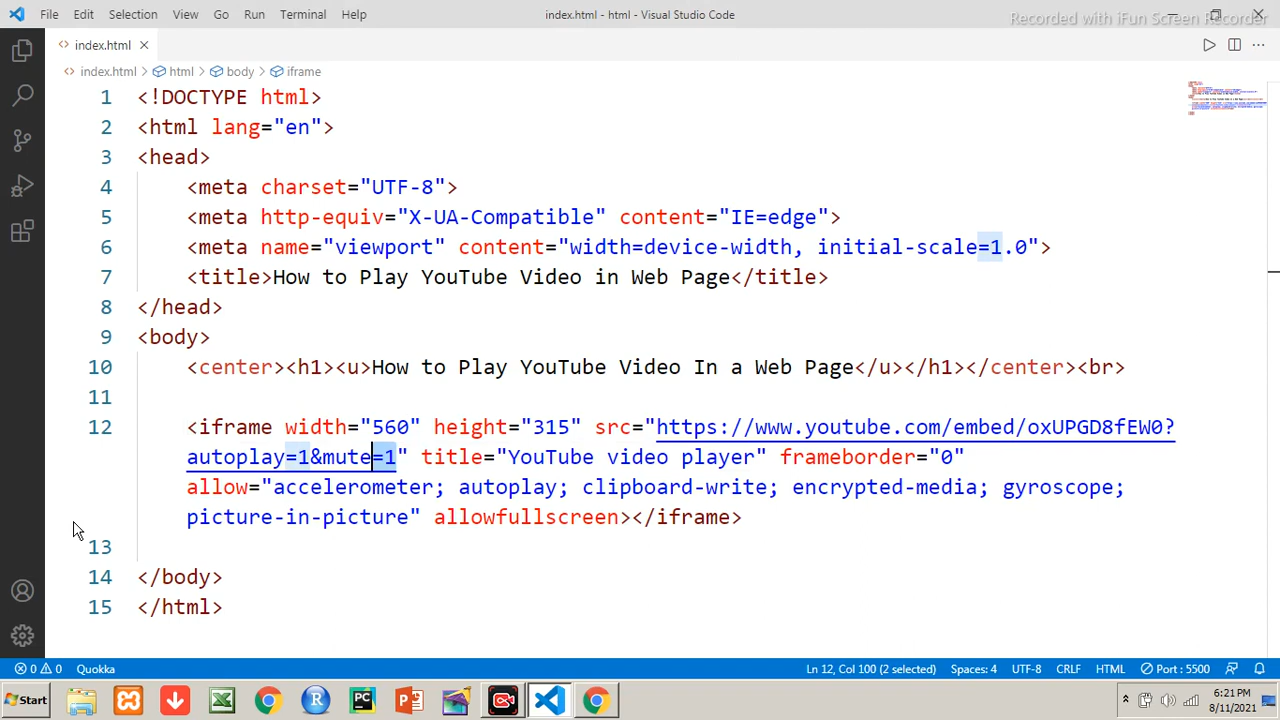 File Edit Selection View Go Run Terminal Help index.html - html - Visual Studio Code
Recorded with iFun Screen Recorder
index.html
index.html > html > body > iframe
1 <!DOCTYPE html>
2 <html lang="en">
3 <head>
4 <meta charset="UTF-8">
5 <meta http-equiv="X-UA-Compatible" content="IE=edge">
6 <meta name="viewport" content="width=device-width, initial-scale=1.0">
7 <title>How to Play YouTube Video in Web Page</title>
8 </head>
9 <body>
10 <center><h1><u>How to Play YouTube Video In a Web Page</u></h1></center><br>
11
12 <iframe width="560" height="315" src="https://www.youtube.com/embed/oxUPGD8fEW0?
autoplay=1&mute=1" title="YouTube video player" frameborder="0"
allow="accelerometer; autoplay; clipboard-write; encrypted-media; gyroscope;
picture-in-picture" allowfullscreen></iframe>
13
14 </body>
15 </html>
0 0 Quokka Ln 12, Col 100 (2 selected) Spaces: 4 UTF-8 CRLF HTML Port : 5500
Start R PC 6:21 PM
8/11/2021